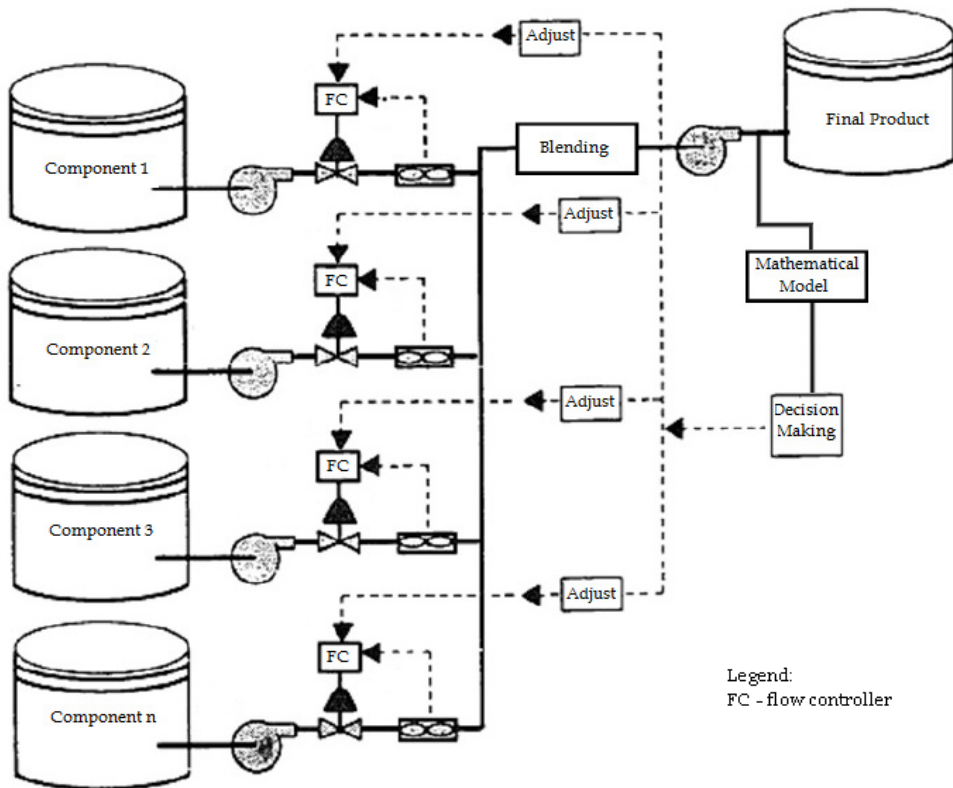 Adjust
FC
Component 1
Blending
Final Product
Adjust
FC
Component 2
Mathematical
Model
Adjust
Decision
Making
FC
Component 3
Adjust
FC
Component n
Legend:
FC - flow controller